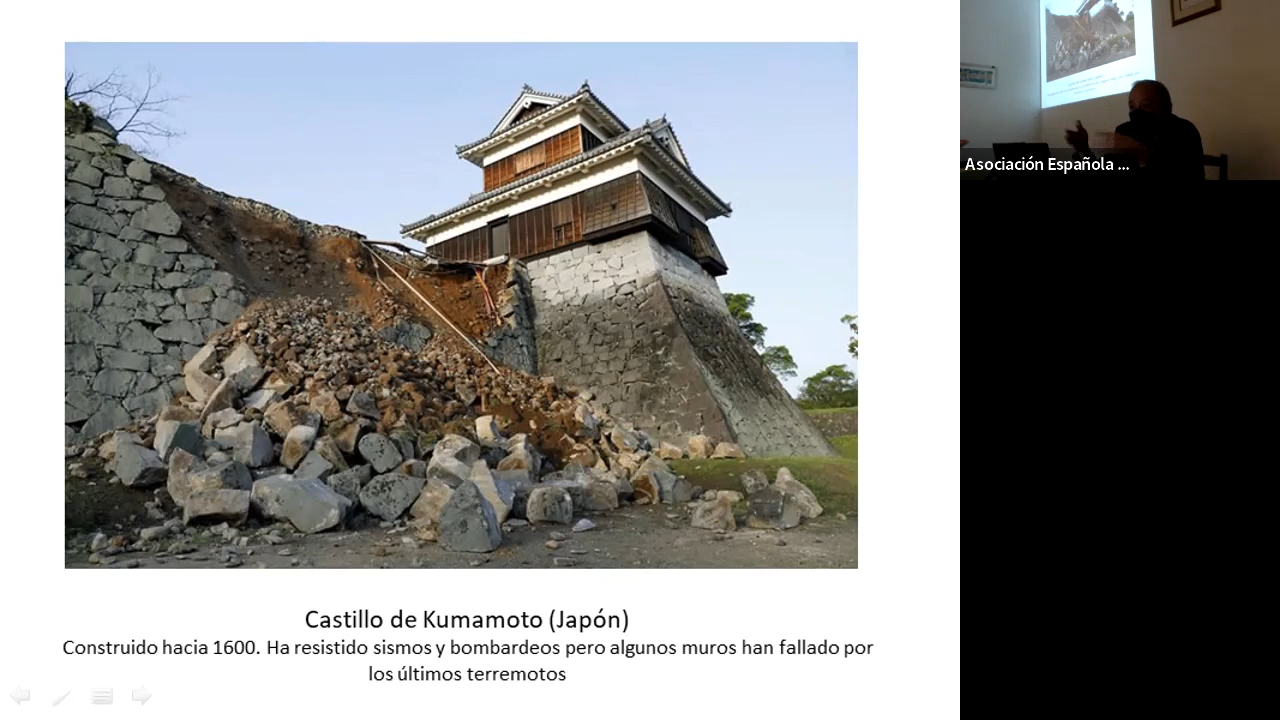 Castillo de Kumamoto (Japón)
Construido hacia 1600. Ha resistido sismos y bombardeos pero algunos muros han fallado por
los últimos terremotos
Asociación Española ...